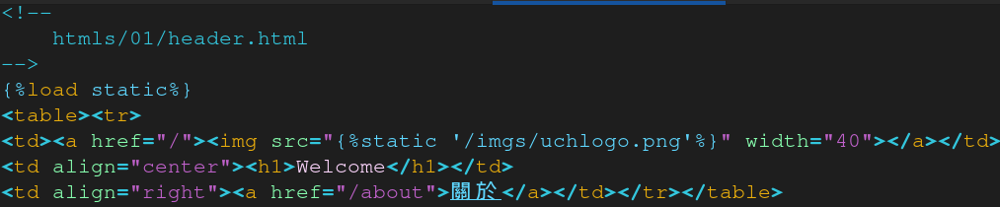 <!--
    htmls/01/header.html
-->
{%load static%}
<table><tr>
<td><a href="/"><img src="{%static '/imgs/uchlogo.png'%}" width="40"></a></td>
<td align="center"><h1>Welcome</h1></td>
<td align="right"><a href="/about">關於</a></td></tr></table>